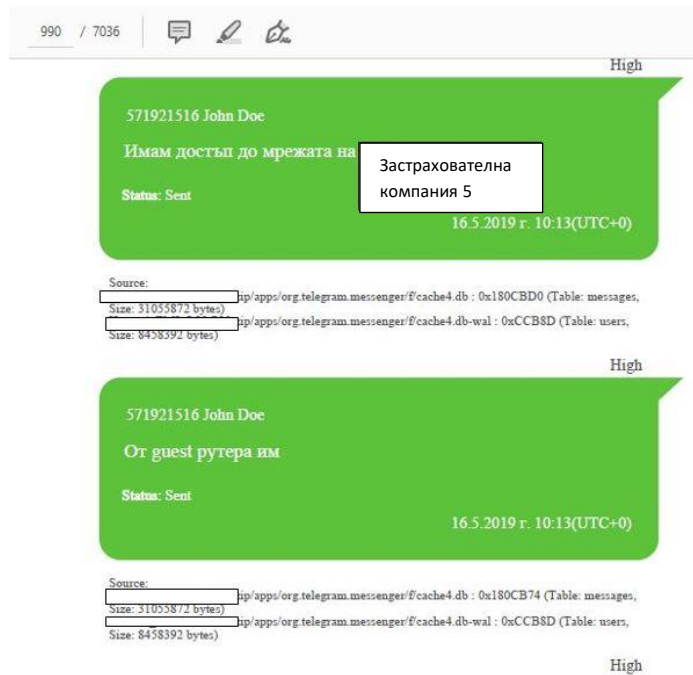 990 / 7036
High
571921516 John Doe
Имам достъп до мрежата на
Застрахователна
компания 5
Status: Sent
16.5.2019 г. 10:13(UTC+0)
Source:
ip/apps/org.telegram.messenger/f/cache4.db : 0x180CBD0 (Table: messages,
Size: 31055872 bytes)
ip/apps/org.telegram.messenger/f/cache4.db-wal : 0xCCB8D (Table: users,
Size: 8458392 bytes)
High
571921516 John Doe
От guest рутера им
Status: Sent
16.5.2019 г. 10:13(UTC+0)
Source:
ip/apps/org.telegram.messenger/f/cache4.db : 0x180CB74 (Table: messages,
Size: 31055872 bytes)
ip/apps/org.telegram.messenger/f/cache4.db-wal : 0xCCB8D (Table: users,
Size: 8458392 bytes)
High